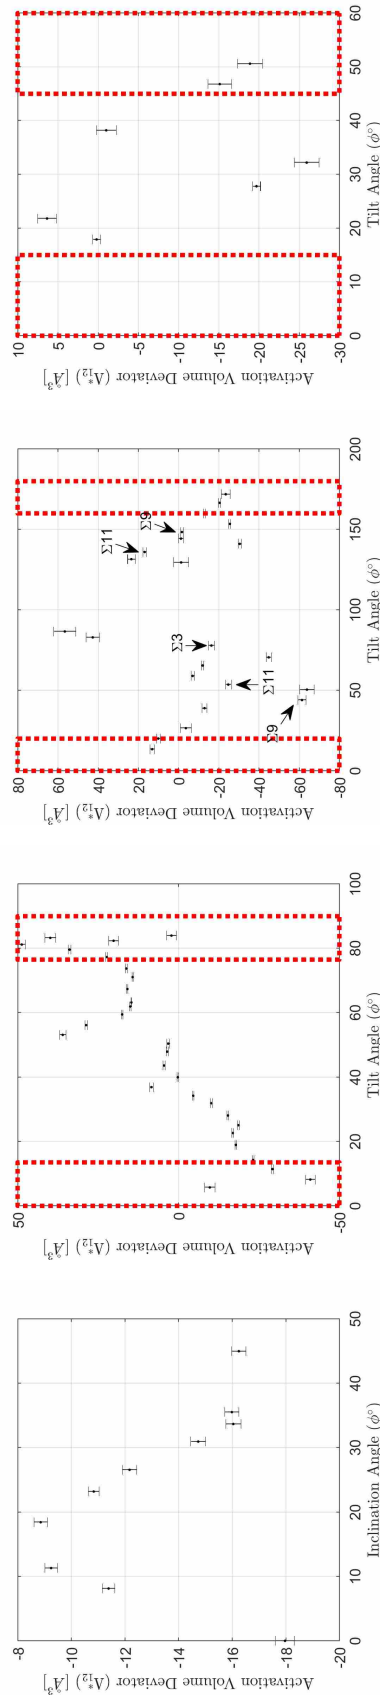 Activation Volume Deviator (Λ*₁₂) [Å³]
-8
-10
-12
-14
-16
-18
0 10 20 30 40 50
Inclination Angle (ϕ°)
Activation Volume Deviator (Λ*₁₂) [Å³]
50
0
-50
0 20 40 60 80 100
Tilt Angle (ϕ°)
Activation Volume Deviator (Λ*₁₂) [Å³]
80
60
40
20
0
-20
-40
-60
-80
Σ11
Σ9
Σ3
Σ11
Σ9
0 50 100 150 200
Tilt Angle (ϕ°)
Activation Volume Deviator (Λ*₁₂) [Å³]
10
5
0
-5
-10
-15
-20
-25
-30
0 10 20 30 40 50 60
Tilt Angle (ϕ°)